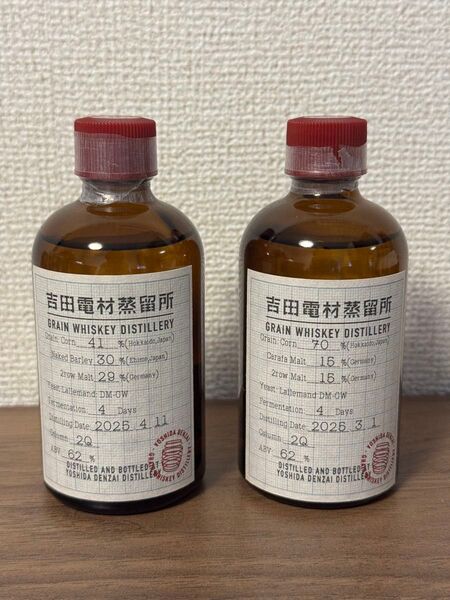 吉田電材蒸留所
GRAIN WHISKEY DISTILLERY
Grain: Corn 41 % (Hokkaido, Japan)
Naked Barley 30 % (Ehime, Japan)
2row Malt 29 % (Germany)
Yeast: Lallemand DM-GW
Fermentation 4 Days
Distilling Date 2025 4.11
Column: 2Q
ABV 62 %
DISTILLED AND BOTTLED
YOSHIDA DENZAI DISTILLERY
吉田電材蒸留所
GRAIN WHISKEY DISTILLERY
Grain: Corn 70 % (Hokkaido, Japan)
Carafa Malt 15 % (Germany)
2row Malt 15 % (Germany)
Yeast: Lallemand DM-GW
Fermentation 4 Days
Distilling Date 2025 3.1
Column: 2Q
ABV 62 %
DISTILLED AND BOTTLED
YOSHIDA DENZAI DISTILLERY